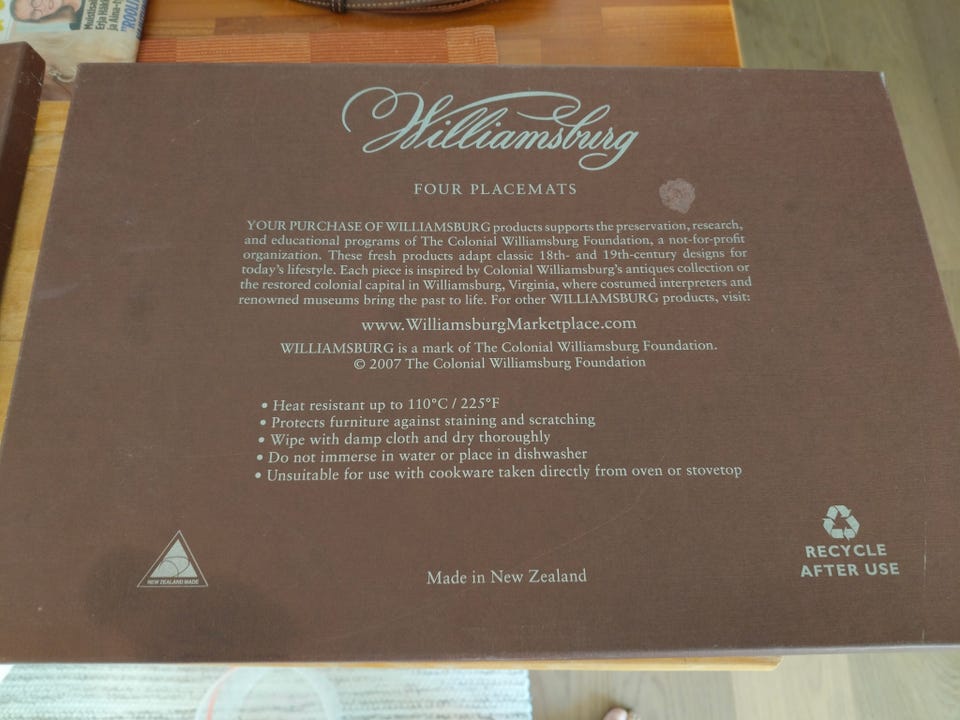 Williamsburg
FOUR PLACEMATS
YOUR PURCHASE OF WILLIAMSBURG products supports the preservation, research,
and educational programs of The Colonial Williamsburg Foundation, a not-for-profit
organization. These fresh products adapt classic 18th- and 19th-century designs for
today's lifestyle. Each piece is inspired by Colonial Williamsburg's antiques collection or
the restored colonial capital in Williamsburg, Virginia, where costumed interpreters and
renowned museums bring the past to life. For other WILLIAMSBURG products, visit:
www.WilliamsburgMarketplace.com
WILLIAMSBURG is a mark of The Colonial Williamsburg Foundation.
© 2007 The Colonial Williamsburg Foundation
• Heat resistant up to 110°C / 225°F
• Protects furniture against staining and scratching
• Wipe with damp cloth and dry thoroughly
• Do not immerse in water or place in dishwasher
• Unsuitable for use with cookware taken directly from oven or stovetop
NEW ZEALAND MADE
Made in New Zealand
RECYCLE
AFTER USE